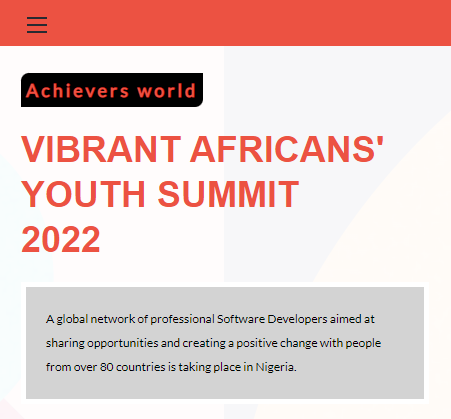 Achievers world
VIBRANT AFRICANS'
YOUTH SUMMIT
2022
A global network of professional Software Developers aimed at
sharing opportunities and creating a positive change with people
from over 80 countries is taking place in Nigeria.